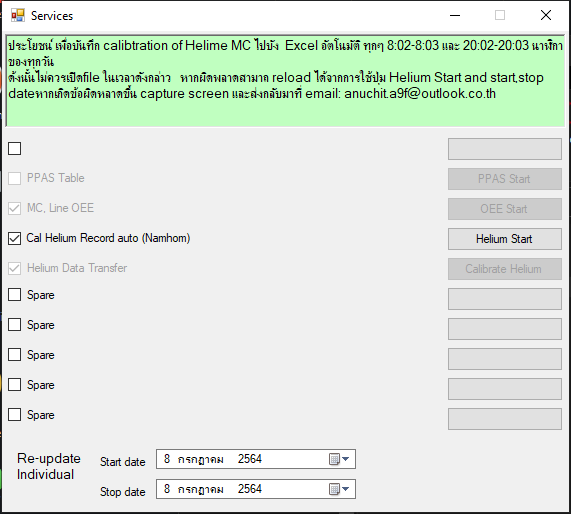 Services
ประโยชน์ เพื่อบันทึก calibtration of Helime MC ไปยัง Excel อัตโนมัติ ทุกๆ 8:02-8:03 และ 20:02-20:03 นาฬิกา
ของทุกวัน
ดังนั้นไม่ควรเปิดfile ในเวลาดังกล่าว หากผิดพลาดสามาถ reload ได้จากการใช้ปุ่ม Helium Start and start,stop
dateหากเกิดข้อผิดหลาดขึ้น capture screen และส่งกลับมาที่ email: anuchit.a9f@outlook.co.th
PPAS Table PPAS Start
MC, Line OEE OEE Start
Cal Helium Record auto (Namhom) Helium Start
Helium Data Transfer Calibrate Helium
Spare
Spare
Spare
Spare
Spare
Re-update
Individual
Start date 8 กรกฎาคม 2564
Stop date 8 กรกฎาคม 2564